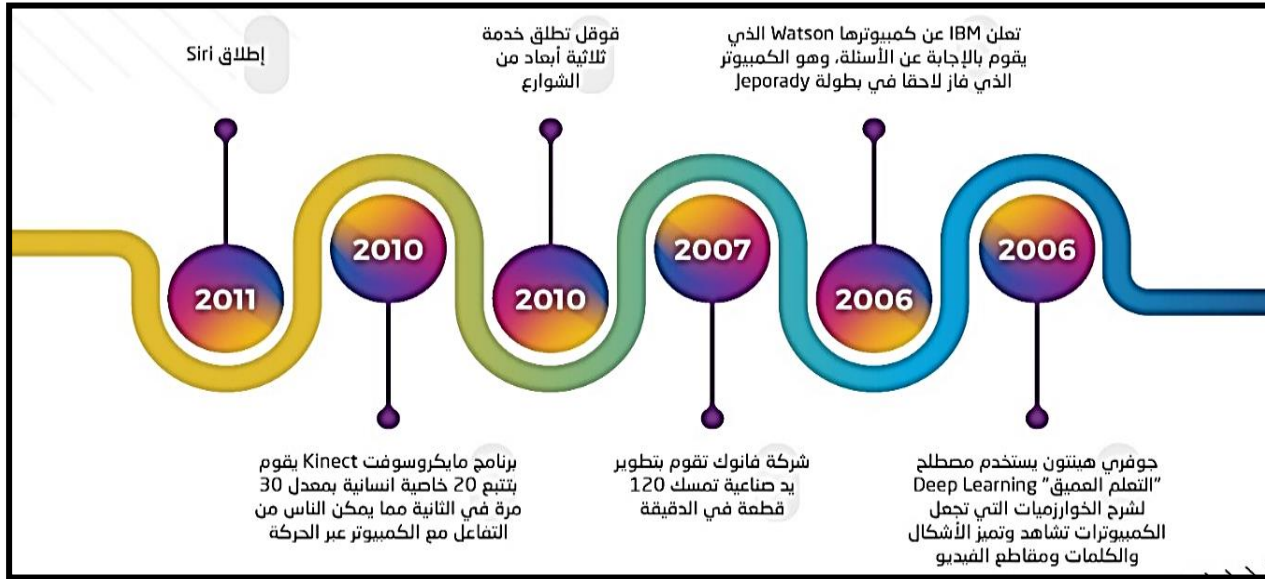 جوفري هينتون يستخدم مصطلح
"التعلم العميق" Deep Learning
لشرح الخوارزميات التي تجعل
الكمبيوترات تشاهد وتميز الأشكال
والكلمات ومقاطع الفيديو
2006
تعلن IBM عن كمبيوترها Watson الذي
يقوم بالإجابة عن الأسئلة، وهو الكمبيوتر
الذي فاز لاحقا في بطولة Jeporady
2006
شركة فانوك تقوم بتطوير
يد صناعية تمسك 120
قطعة في الدقيقة
2007
قوقل تطلق خدمة
ثلاثية أبعاد من
الشوارع
2010
برنامج مايكروسوفت Kinect يقوم
بتتبع 20 خاصية انسانية بمعدل 30
مرة في الثانية مما يمكن الناس من
التفاعل مع الكمبيوتر عبر الحركة
2010
إطلاق Siri
2011